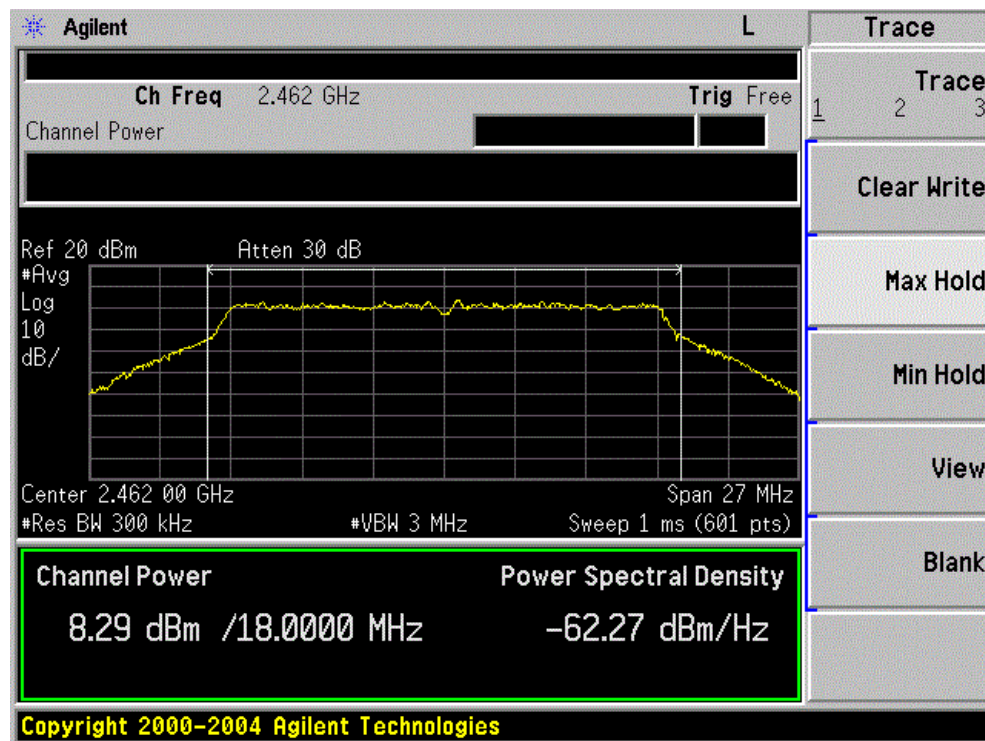 Agilent L Trace
Ch Freq 2.462 GHz Trig Free
Channel Power
Trace
1 2 3
Clear Write
Max Hold
Min Hold
View
Blank
Ref 20 dBm Atten 30 dB
#Avg
Log
10
dB/
Center 2.462 00 GHz Span 27 MHz
#Res BW 300 kHz #VBW 3 MHz Sweep 1 ms (601 pts)
Channel Power Power Spectral Density
8.29 dBm /18.0000 MHz -62.27 dBm/Hz
Copyright 2000-2004 Agilent Technologies